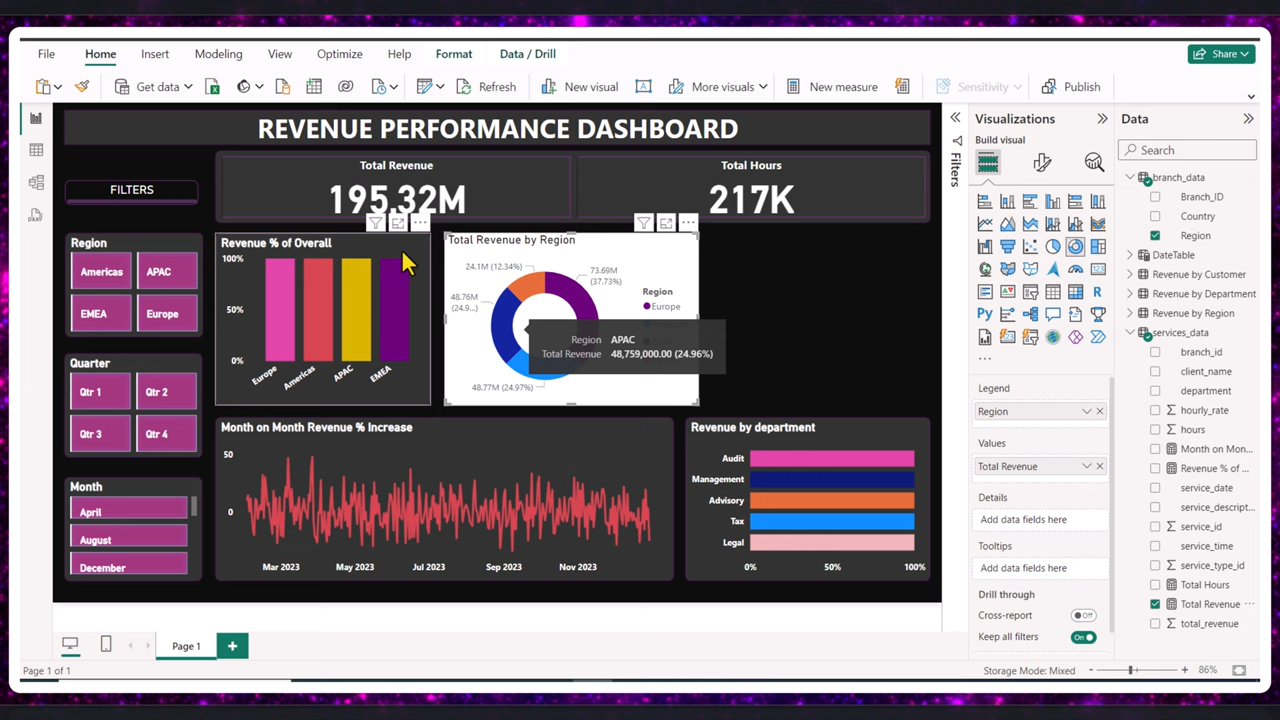 File Home Insert Modeling View Optimize Help Format Data / Drill Share
Get data Refresh New visual More visuals New measure Sensitivity Publish
REVENUE PERFORMANCE DASHBOARD
FILTERS
Total Revenue
195.32M
Total Hours
217K
Region
Americas APAC
EMEA Europe
Quarter
Qtr 1 Qtr 2
Qtr 3 Qtr 4
Month
April
August
December
Revenue % of Overall
100%
50%
0%
Europe Americas APAC EMEA
Total Revenue by Region
24.1M (12.34%)
73.69M
(37.73%)
48.76M
(24.9...)
48.77M (24.97%)
Region
Europe
Region APAC
Total Revenue 48,759,000.00 (24.96%)
Month on Month Revenue % Increase
50
0
Mar 2023 May 2023 Jul 2023 Sep 2023 Nov 2023
Revenue by department
Audit
Management
Advisory
Tax
Legal
0% 50% 100%
Page 1
Page 1 of 1
Storage Mode: Mixed - + 86%
Filters
Visualizations
Build visual
R
Py
...
Legend
Region
Values
Total Revenue
Details
Add data fields here
Tooltips
Add data fields here
Drill through
Cross-report Off
Keep all filters On
Data
Search
branch_data
Branch_ID
Country
Region
DateTable
Revenue by Customer
Revenue by Department
Revenue by Region
services_data
branch_id
client_name
department
hourly_rate
hours
Month on Mon...
Revenue % of ...
service_date
service_descript...
service_id
service_time
service_type_id
Total Hours
Total Revenue ...
total_revenue